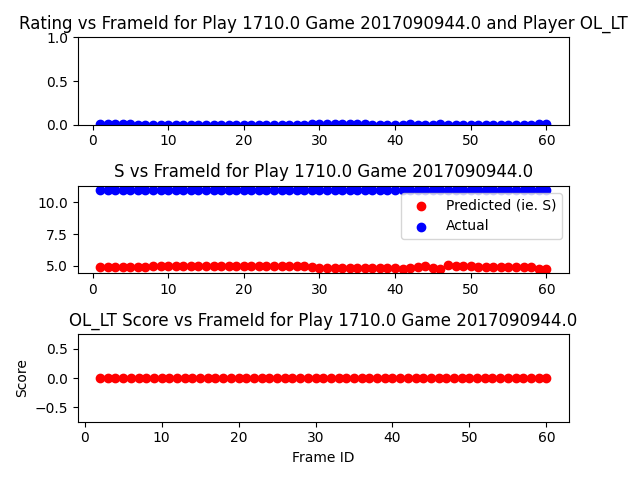 Rating vs FrameId for Play 1710.0 Game 2017090944.0 and Player OL_LT
1.0
0.5
0.0
0 10 20 30 40 50 60
S vs FrameId for Play 1710.0 Game 2017090944.0
10.0
7.5
5.0
Predicted (ie. S)
Actual
0 10 20 30 40 50 60
OL_LT Score vs FrameId for Play 1710.0 Game 2017090944.0
Score
0.5
0.0
−0.5
0 10 20 30 40 50 60
Frame ID